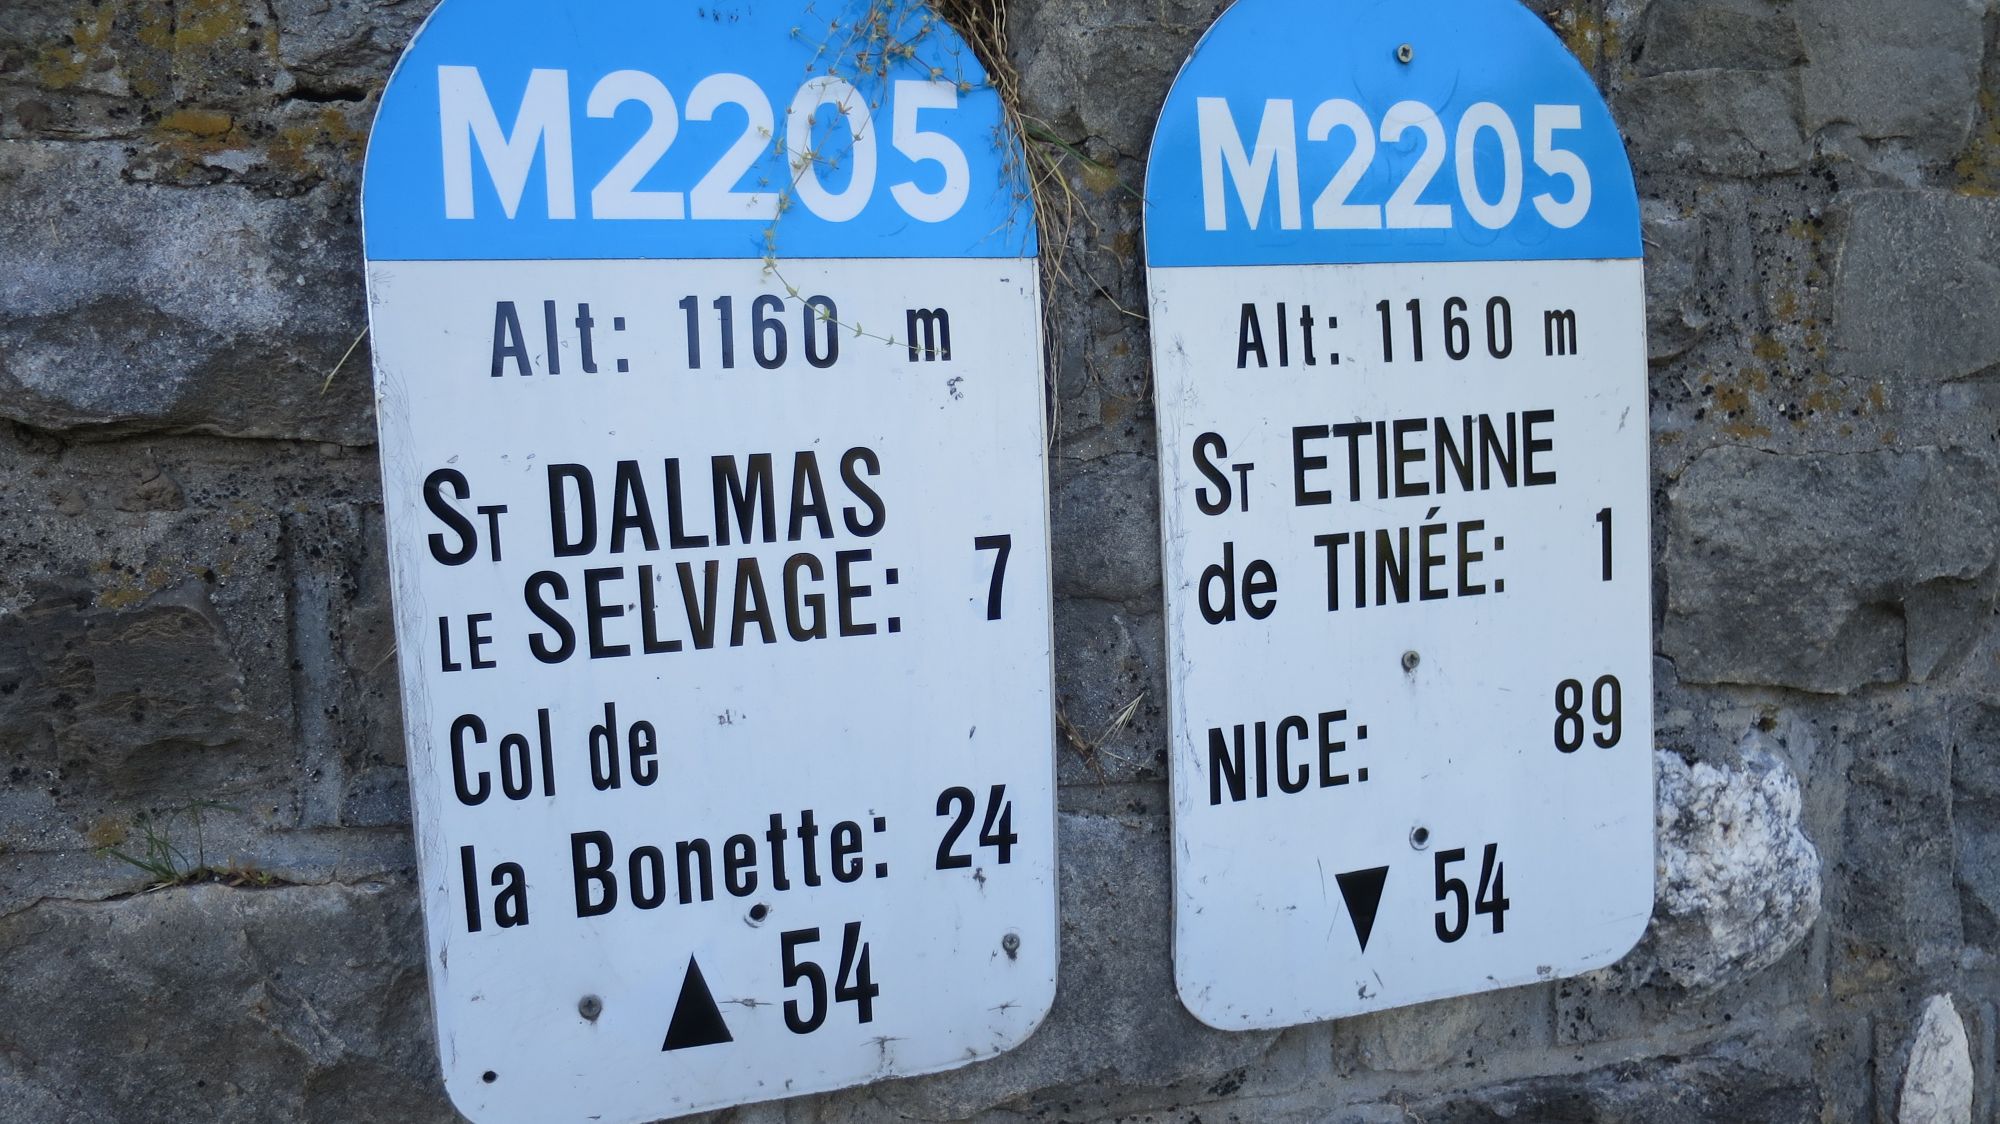 M2205
Alt: 1160 m
ST DALMAS
LE SELVAGE: 7
Col de
la Bonette: 24
▲ 54
M2205
Alt: 1160 m
ST ETIENNE
de TINÉE: 1
NICE: 89
▼ 54